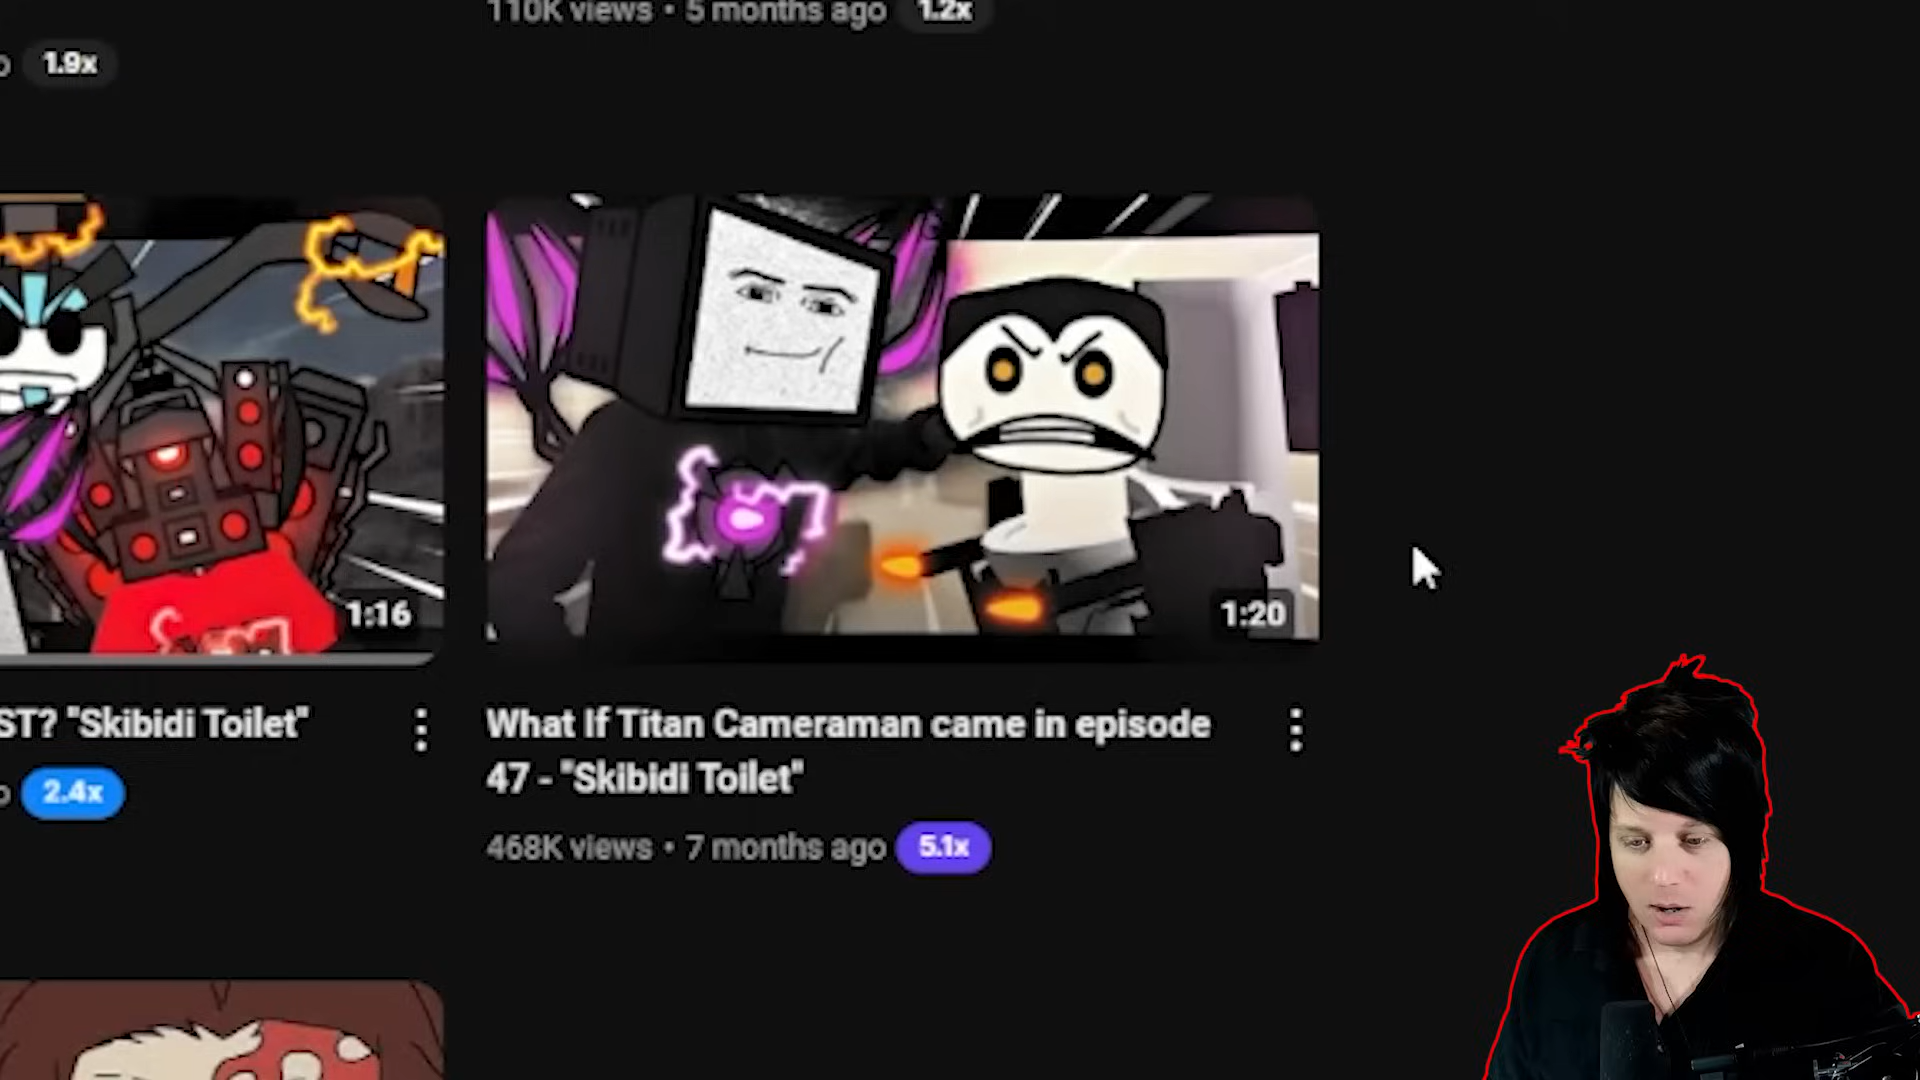 110K views • 5 months ago 1.2x
1.9x
1:16
1:20
ST? "Skibidi Toilet"
2.4x
What If Titan Cameraman came in episode
47 - "Skibidi Toilet"
468K views • 7 months ago 5.1x